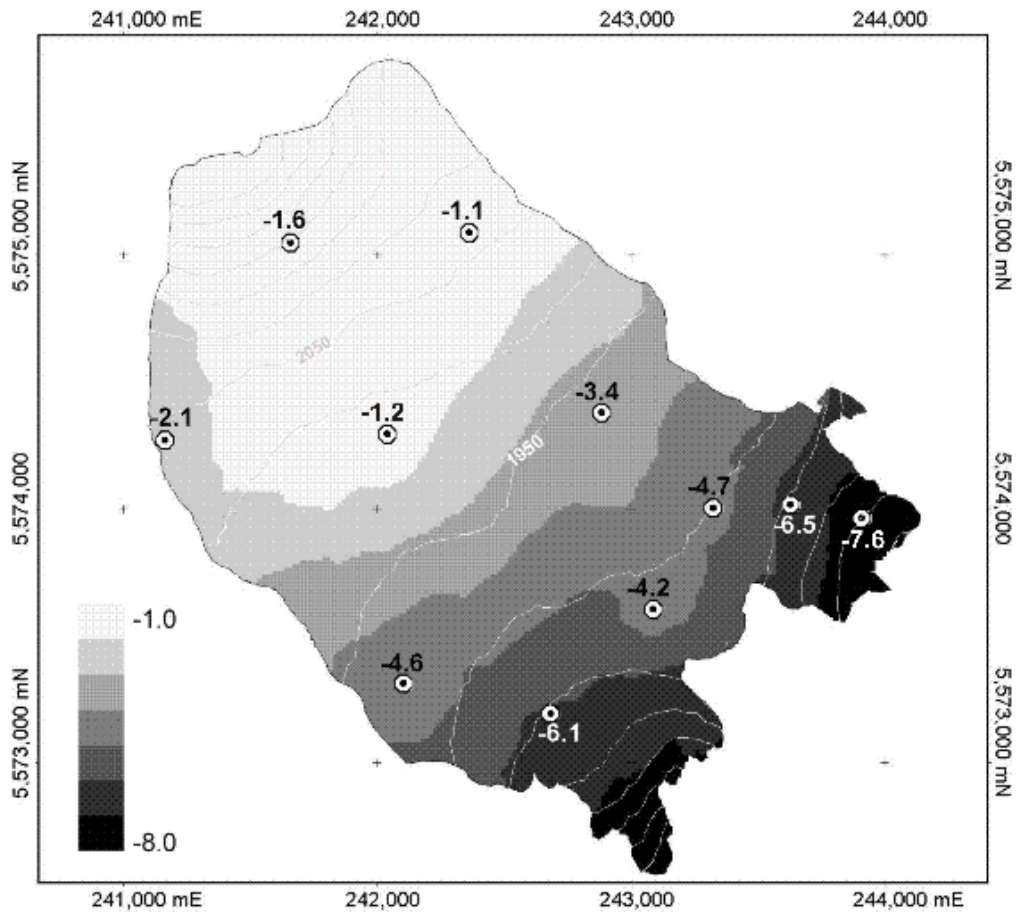 241,000 mE
242,000
243,000
244,000
5,575,000 mN
5,575,000 mN
-1.6
-1.1
2050
-3.4
-2.1
-1.2
1950
5,574,000 mN
5,574,000 mN
-4.7
-6.5
-7.6
-4.2
-1.0
-4.6
5,573,000 mN
5,573,000 mN
-6.1
-8.0
241,000 mE
242,000
243,000
244,000 mE